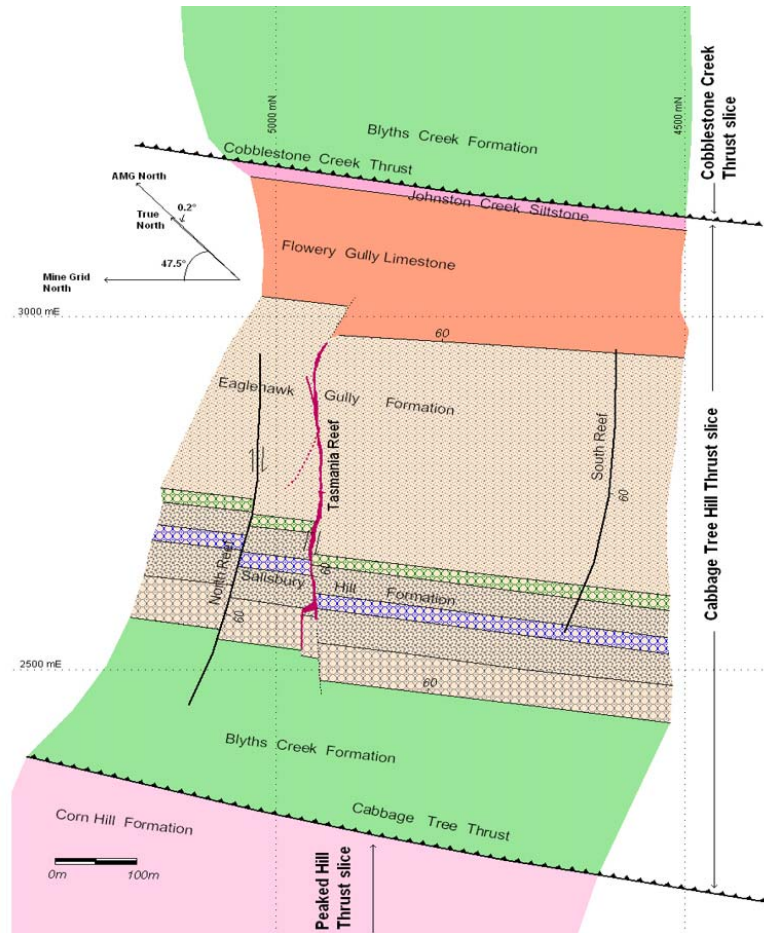 5000 mN
4500 mN
Cobblestone Creek
Thrust slice
Blyths Creek Formation
Cobblestone Creek Thrust
AMG North
0.2°
True
North
Johnston Creek Siltstone
47.5°
Flowery Gully Limestone
Mine Grid
North
3000 mE
60
Eaglehawk Gully Formation
Tasmania Reef
South Reef
60
Cabbage Tree Hill Thrust slice
North Reef
60
Salisbury Hill Formation
60
60
2500 mE
Blyths Creek Formation
Cabbage Tree Thrust
Corn Hill Formation
0m 100m
Peaked Hill
Thrust slice